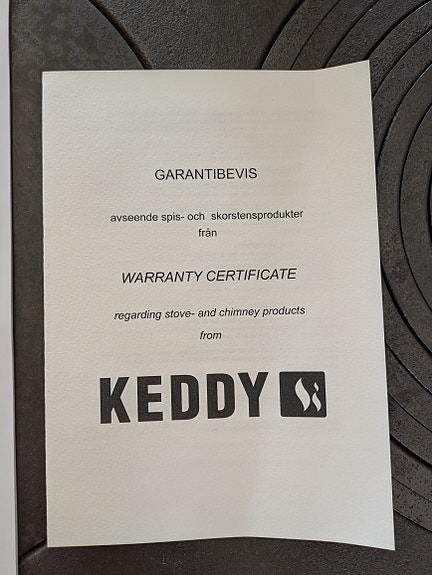 GARANTIBEVIS
avseende spis- och skorstensprodukter
från
WARRANTY CERTIFICATE
regarding stove- and chimney products
from
KEDDY